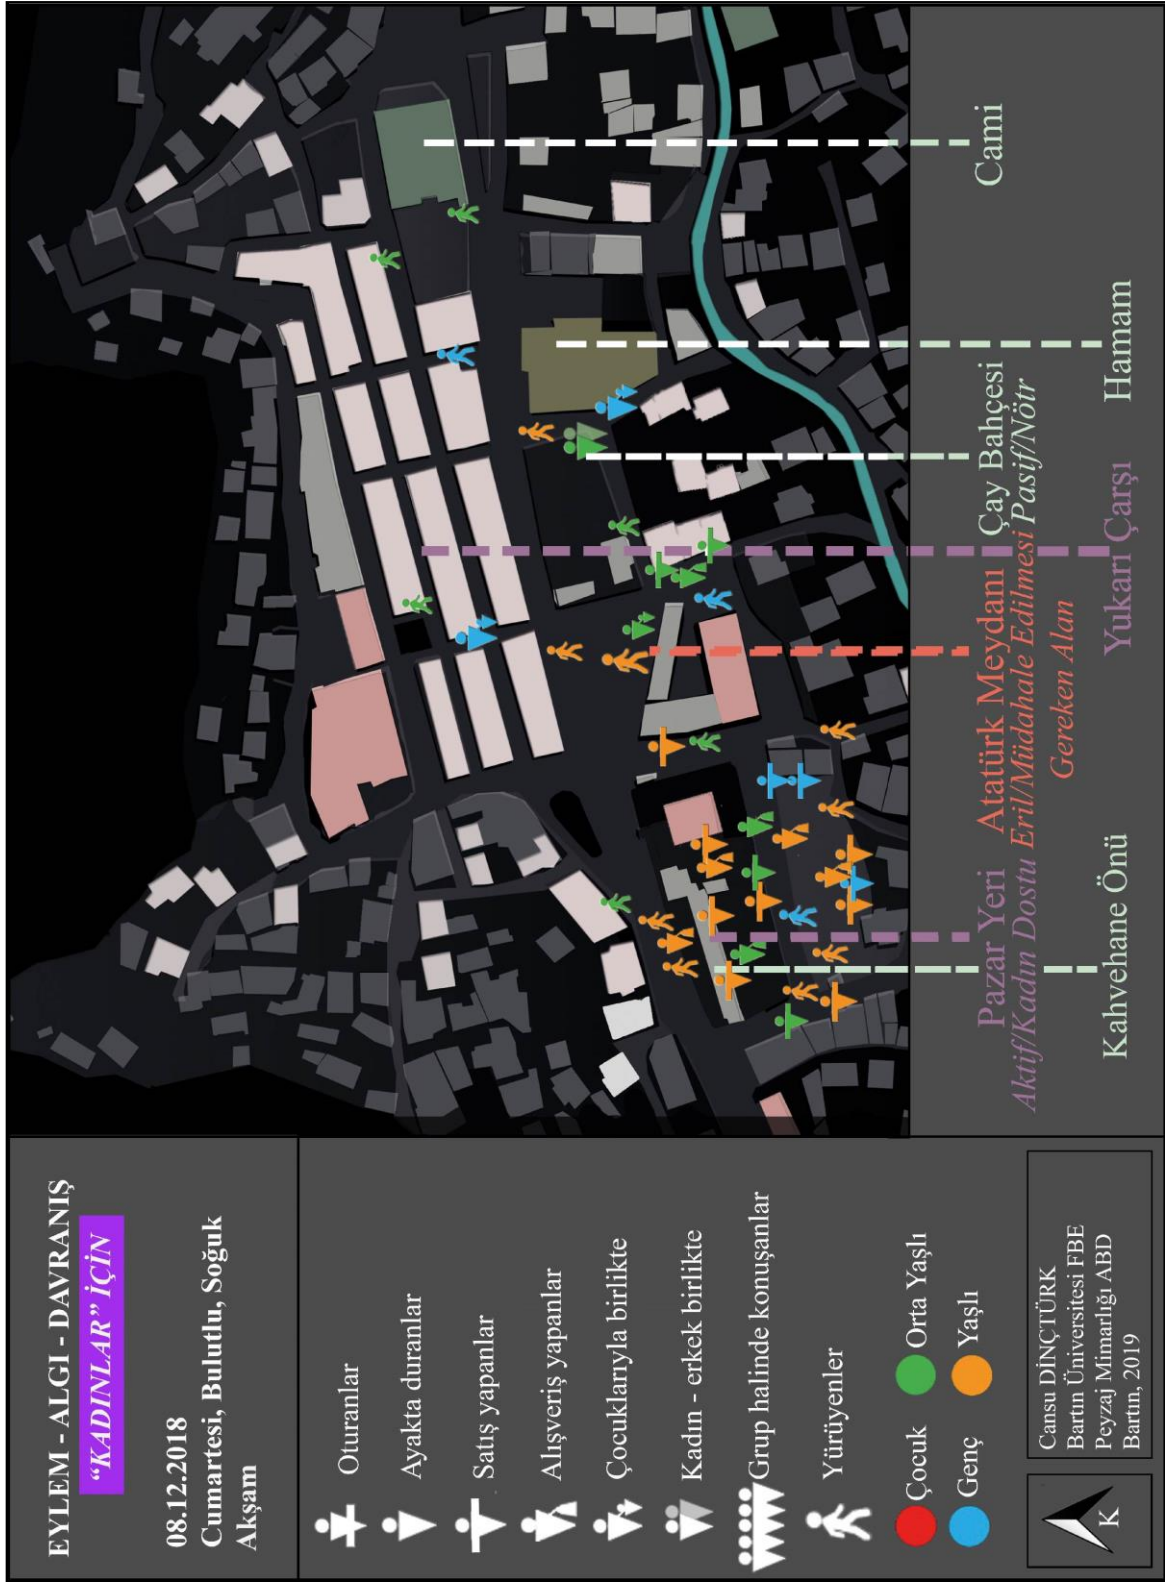 EYLEM - ALGI - DAVRANIŞ
“KADINLAR” İÇİN
08.12.2018
Cumartesi, Bulutlu, Soğuk
Akşam
Oturanlar
Ayakta duranlar
Satış yapanlar
Alışveriş yapanlar
Çocuklarıyla birlikte
Kadın - erkek birlikte
Grup halinde konuşanlar
Yürüyenler
Çocuk
Orta Yaşlı
Genç
Yaşlı
K
Cansu DİNÇTÜRK
Bartın Üniversitesi FBE
Peyzaj Mimarlığı ABD
Bartın, 2019
Pazar Yeri
Atatürk Meydanı
Çay Bahçesi
Cami
Aktif/Kadın Dostu
Eril/Müdahale Edilmesi
Gereken Alan
Pasif/Nötr
Kahvehane Önü
Yukarı Çarşı
Hamam